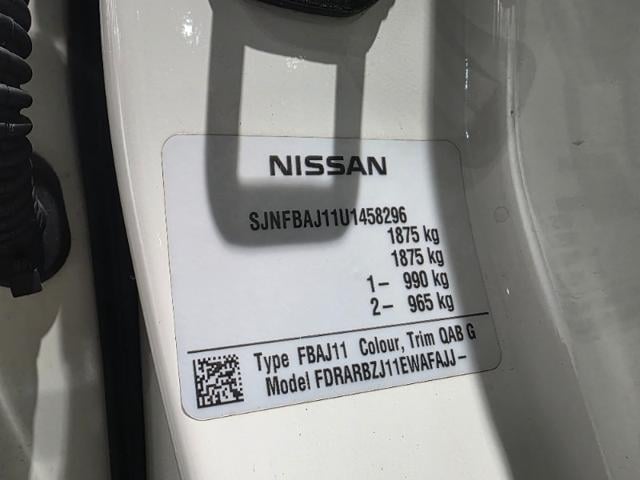 NISSAN
SJNFBAJ11U1458296
1875 kg
1875 kg
1– 990 kg
2– 965 kg
Type FBAJ11 Colour, Trim QAB G
Model FDRARBZJ11EWAFAJJ–